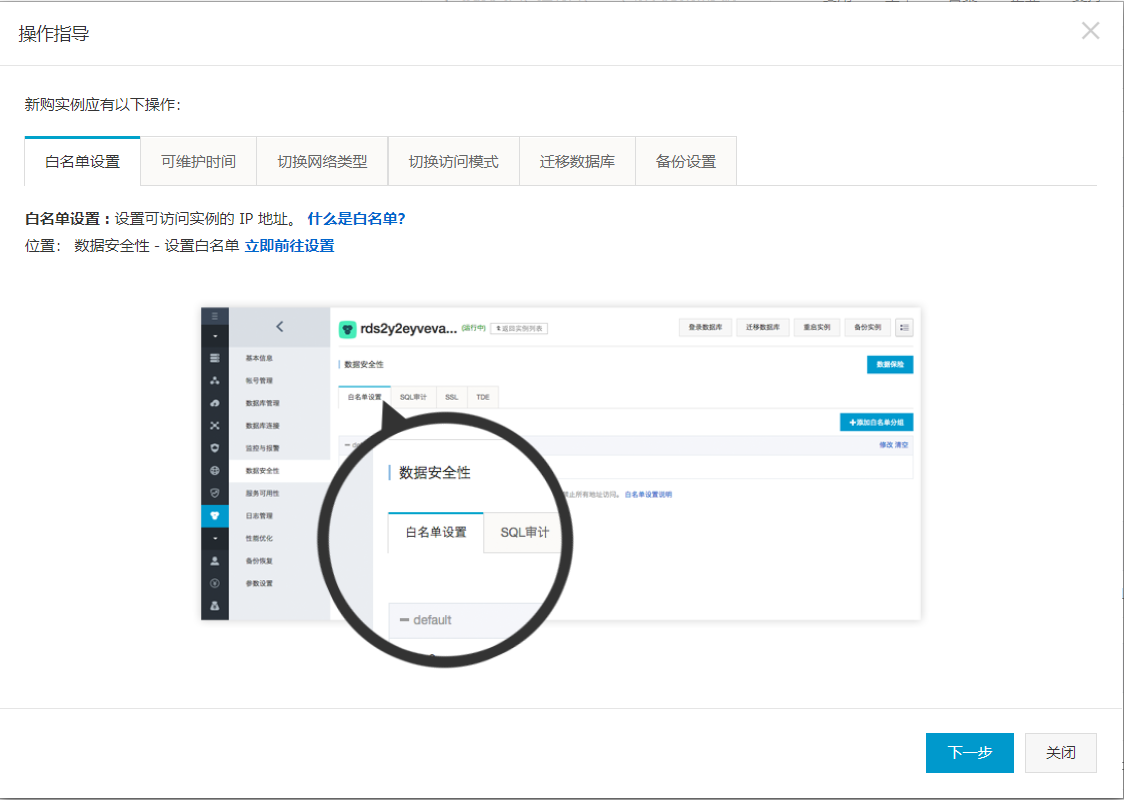 操作指导
新购实例应有以下操作：
白名单设置 可维护时间 切换网络类型 切换访问模式 迁移数据库 备份设置
白名单设置：设置可访问实例的 IP 地址。 什么是白名单?
位置： 数据安全性 - 设置白名单 立即前往设置
rds2y2eyveva... (运行中) 返回实例列表 登录数据库 迁移数据库 重启实例 备份实例
基本信息
数据安全性 数据保险
帐号管理
白名单设置 SQL审计 SSL TDE
数据库管理
+添加白名单分组
数据库连接
修改 清空
监控与报警
数据安全性
禁止所有地址访问。 白名单设置说明
服务可用性
日志管理
性能优化
备份恢复
参数设置
数据安全性
白名单设置 SQL审计
default
下一步 关闭